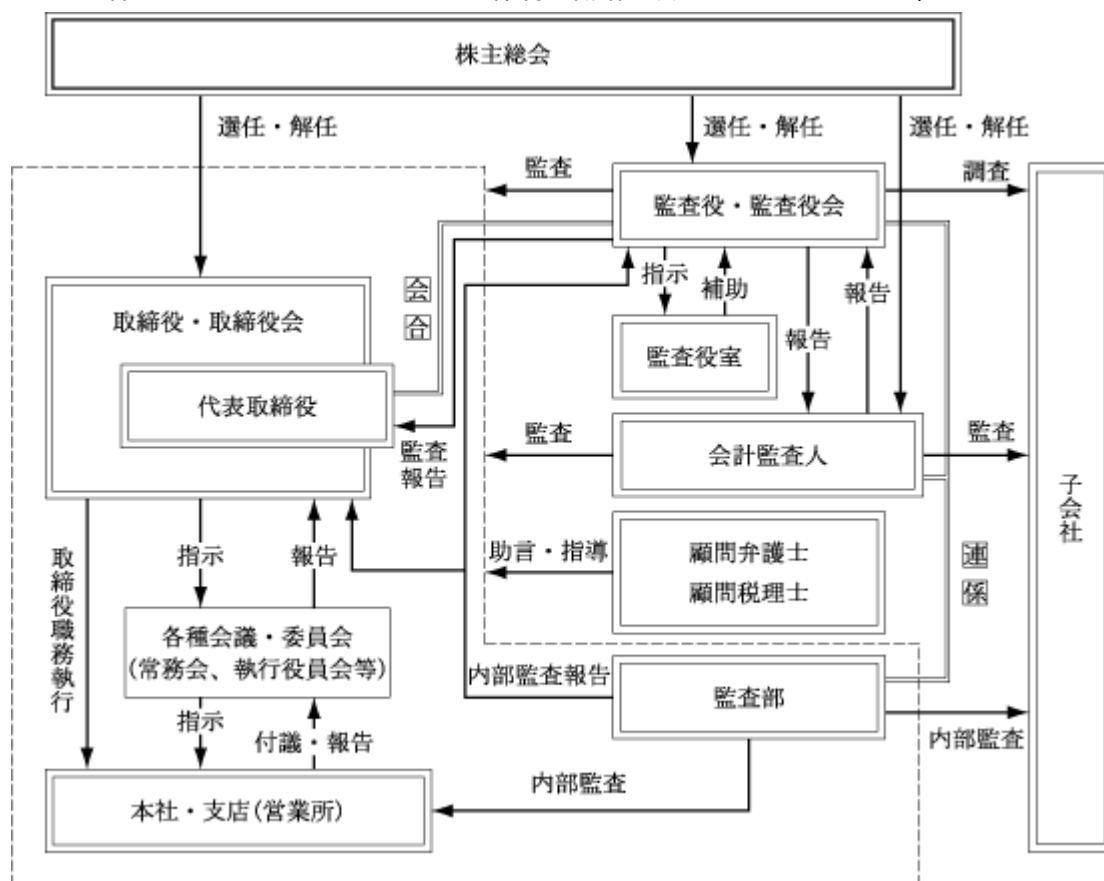 株主総会
選任・解任
選任・解任
選任・解任
監査
監査役・監査役会
調査
会合
指示
補助
報告
報告
取締役・取締役会
監査役室
代表取締役
監査
報告
監査
会計監査人
監査
子会社
取締役職務執行
指示
報告
助言・指導
顧問弁護士
顧問税理士
連係
各種会議・委員会
(常務会、執行役員会等)
内部監査報告
監査部
内部監査
指示
付議・報告
内部監査
本社・支店(営業所)